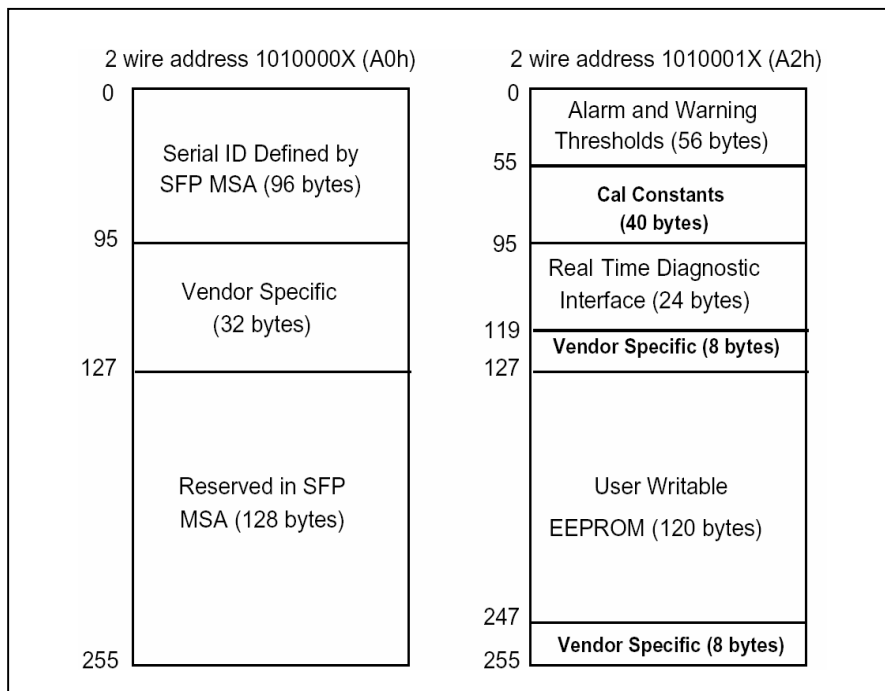 2 wire address 1010000X (A0h)
0
Serial ID Defined by
SFP MSA (96 bytes)
95
Vendor Specific
(32 bytes)
127
Reserved in SFP
MSA (128 bytes)
255
2 wire address 1010001X (A2h)
0
Alarm and Warning
Thresholds (56 bytes)
55
Cal Constants
(40 bytes)
95
Real Time Diagnostic
Interface (24 bytes)
119
Vendor Specific (8 bytes)
127
User Writable
EEPROM (120 bytes)
247
Vendor Specific (8 bytes)
255